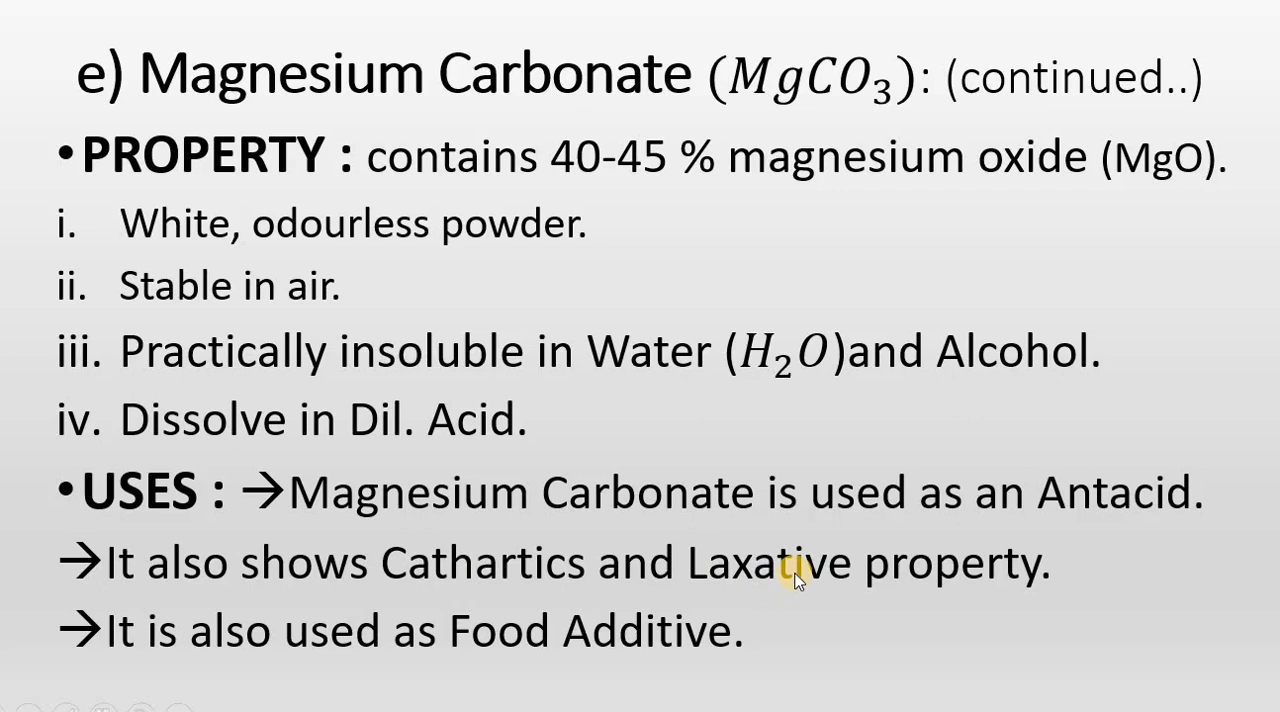 e) Magnesium Carbonate (MgCO₃): (continued..)
•PROPERTY : contains 40-45 % magnesium oxide (MgO).
i. White, odourless powder.
ii. Stable in air.
iii. Practically insoluble in Water (H₂O)and Alcohol.
iv. Dissolve in Dil. Acid.
•USES : →Magnesium Carbonate is used as an Antacid.
→It also shows Cathartics and Laxative property.
→It is also used as Food Additive.